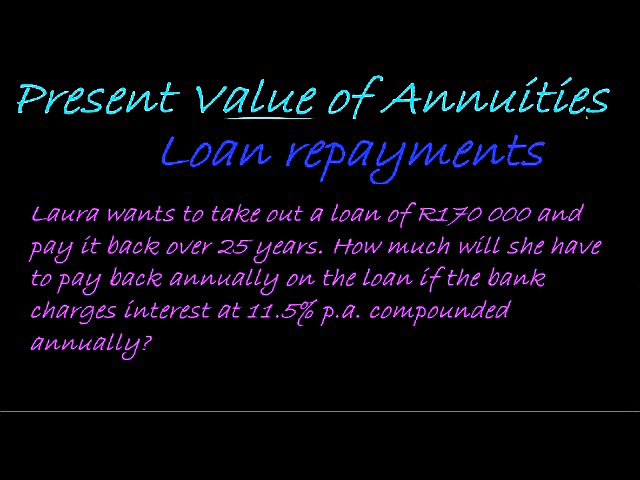 Present Value of Annuities
Loan repayments
Laura wants to take out a loan of R170 000 and
pay it back over 25 years. How much will she have
to pay back annually on the loan if the bank
charges interest at 11.5% p.a. compounded
annually?